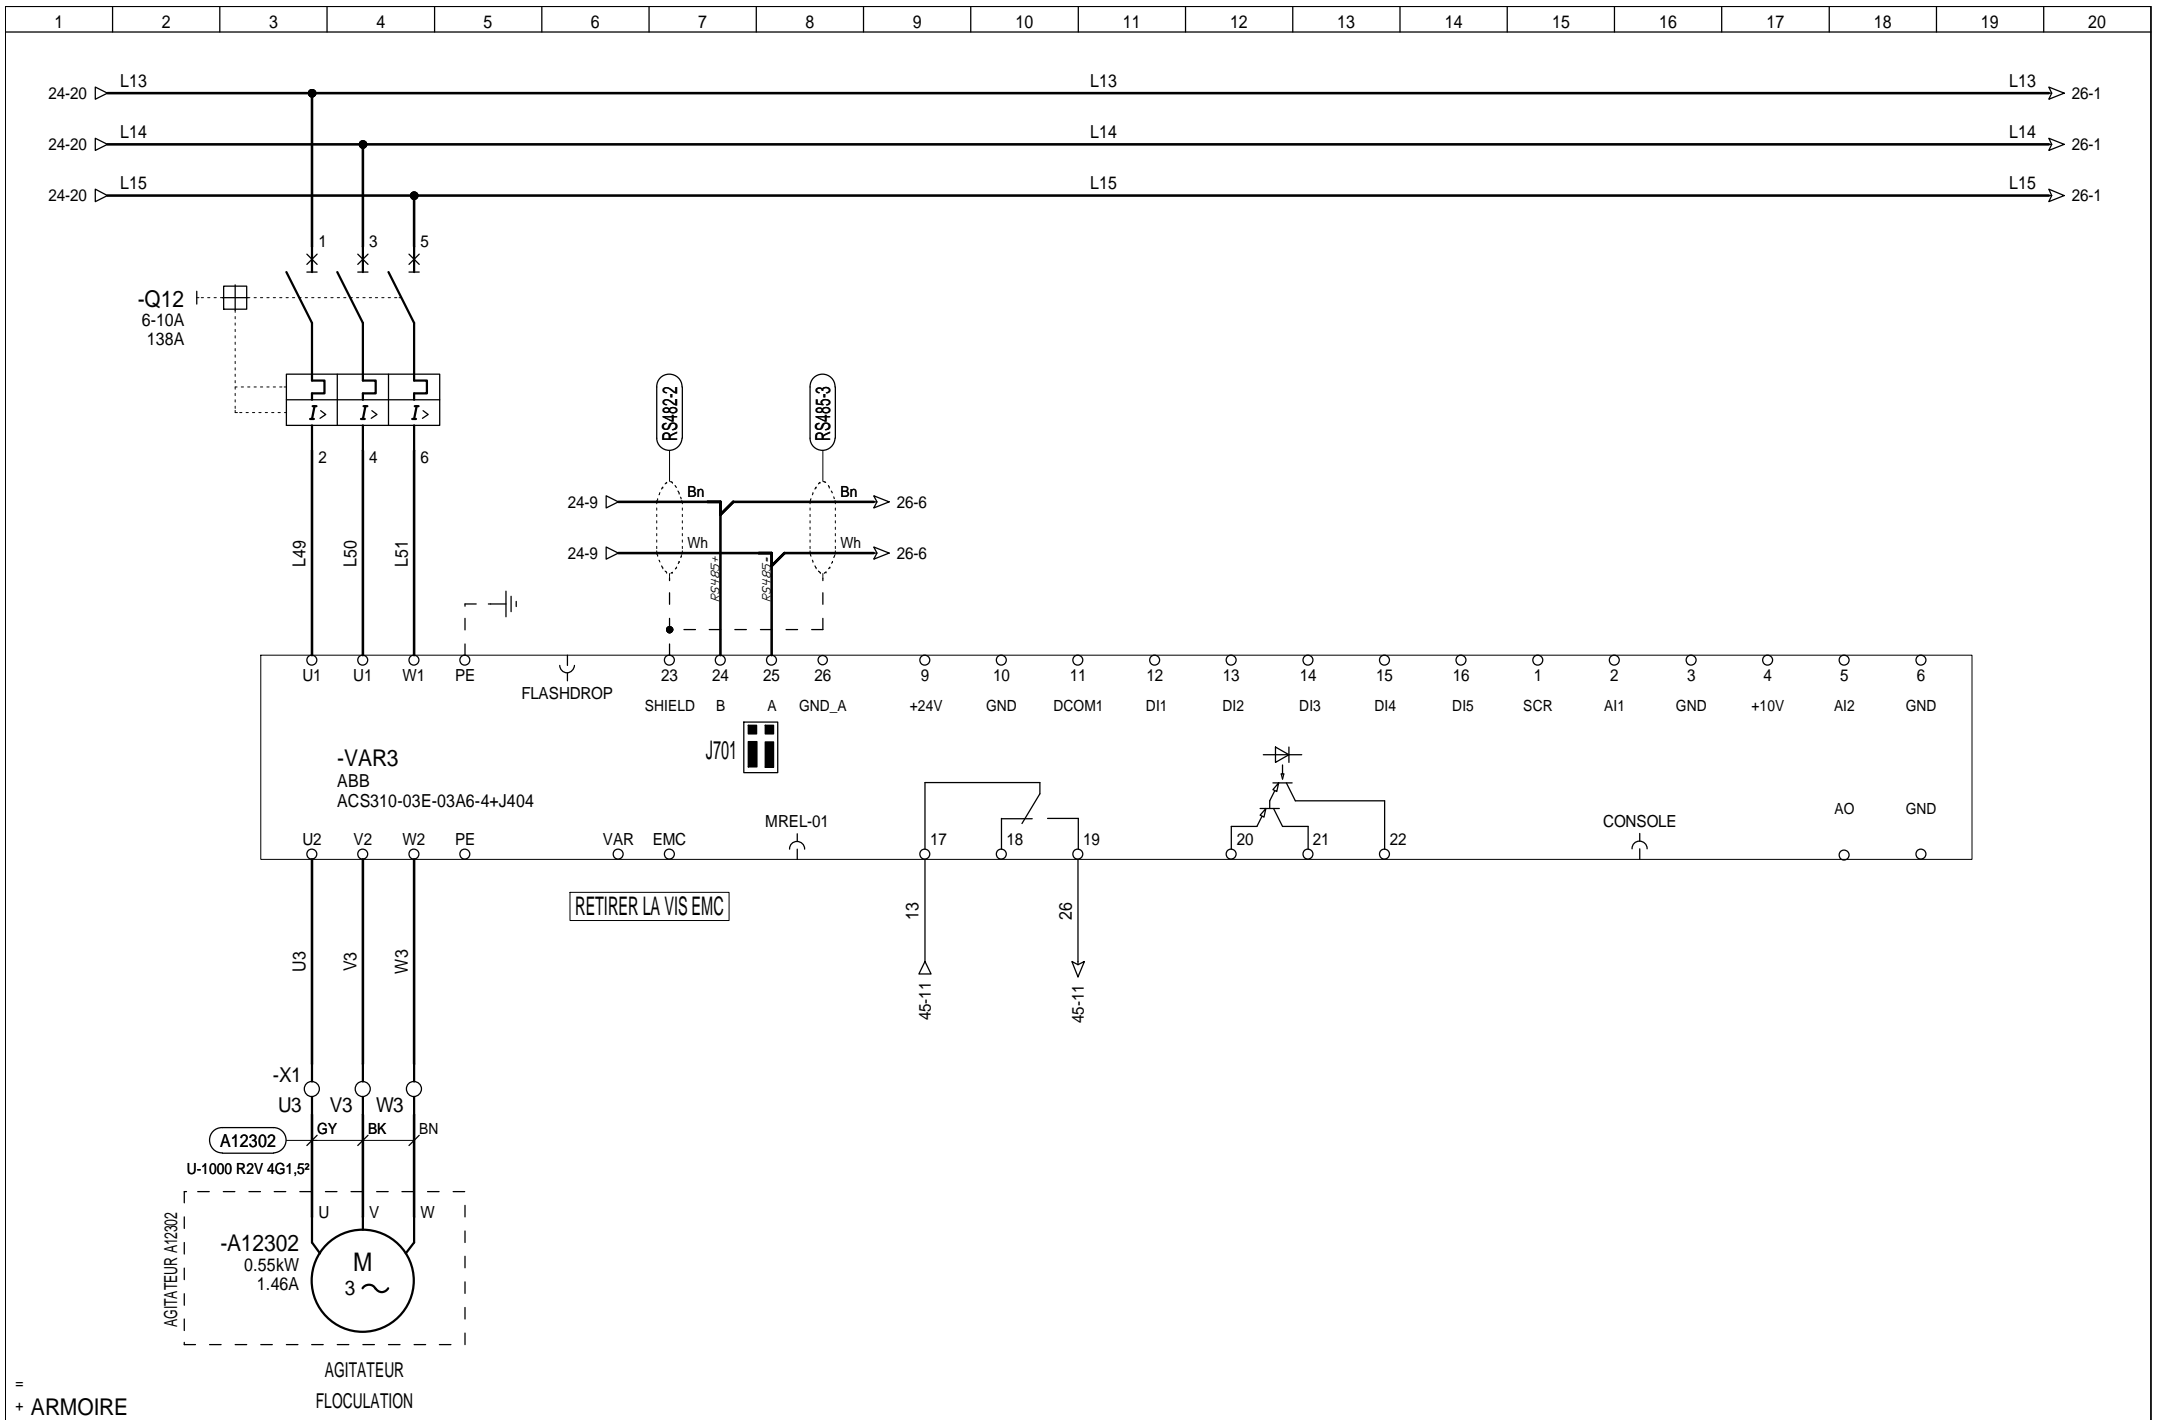 1 2 3 4 5 6 7 8 9 10 11 12 13 14 15 16 17 18 19 20
L13 L13 L13
24-20 26-1
L14 L14 L14
24-20 26-1
L15 L15 L15
24-20 26-1
1 3 5
-Q12
6-10A
138A
I> I> I>
2 4 6
RS482-2 RS485-3
Bn Bn
24-9 26-6
Wh Wh
24-9 26-6
L49 L50 L51
RS485+ RS485-
U1 U1 W1 PE
FLASHDROP
23 24 25 26 9 10 11 12 13 14 15 16 1 2 3 4 5 6
SHIELD B A GND_A +24V GND DCOM1 DI1 DI2 DI3 DI4 DI5 SCR AI1 GND +10V AI2 GND
J701
-VAR3
ABB
ACS310-03E-03A6-4+J404
AO GND
MREL-01 CONSOLE
U2 V2 W2 PE VAR EMC 17 18 19 20 21 22
RETIRER LA VIS EMC
13 26
U3 V3 W3
45-11 45-11
-X1
U3 V3 W3
GY BK BN
A12302
U-1000 R2V 4G1,5²
AGITATEUR A12302
U V W
-A12302
0.55kW
1.46A
M
3
AGITATEUR
FLOCULATION
=
+ ARMOIRE